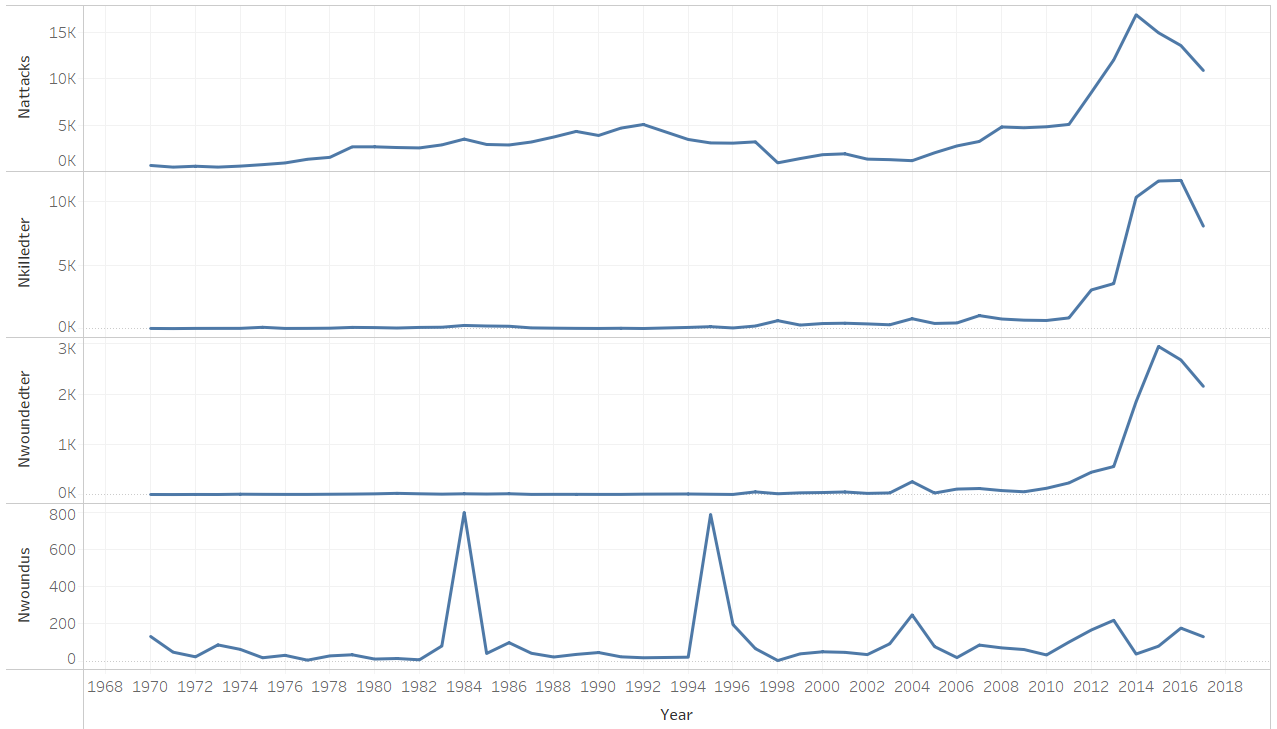 Nattacks
15K
10K
5K
0K
Nkilledter
10K
5K
0K
Nwoundedter
3K
2K
1K
0K
Nwoundus
800
600
400
200
0
1968 1970 1972 1974 1976 1978 1980 1982 1984 1986 1988 1990 1992 1994 1996 1998 2000 2002 2004 2006 2008 2010 2012 2014 2016 2018
Year